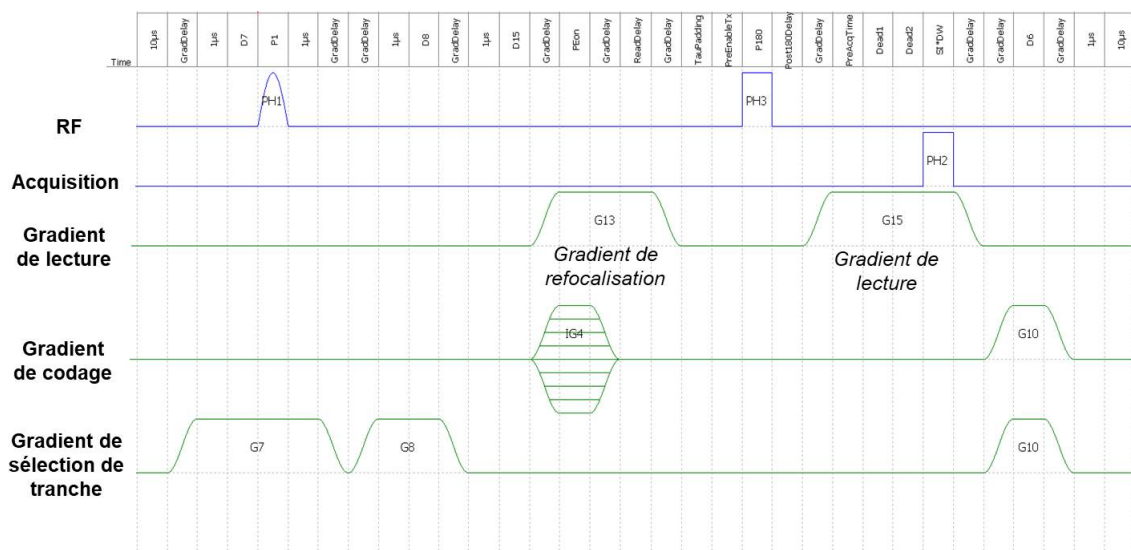 Time
10µs
GradDelay
1µs
D7
P1
1µs
GradDelay
GradDelay
1µs
D8
GradDelay
1µs
D15
GradDelay
PEon
GradDelay
ReadDelay
GradDelay
TauPadding
PreEnableTx
P180
Post180Delay
GradDelay
PreAcqTime
Dead1
Dead2
SI*DW
GradDelay
GradDelay
D6
GradDelay
1µs
10µs
RF
PH1
PH3
Acquisition
PH2
Gradient
de lecture
G13
G15
Gradient de
refocalisation
Gradient de
lecture
Gradient
de codage
IG4
G10
Gradient de
sélection de
tranche
G7
G8
G10